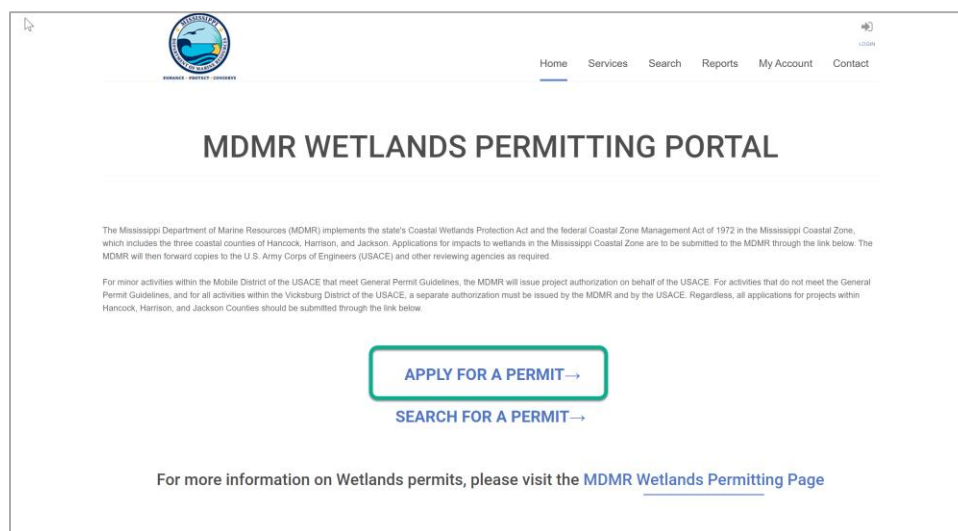 MISSISSIPPI
DEPARTMENT OF MARINE RESOURCES
ENHANCE · PROTECT · CONSERVE
LOGIN
Home Services Search Reports My Account Contact
MDMR WETLANDS PERMITTING PORTAL
The Mississippi Department of Marine Resources (MDMR) implements the state's Coastal Wetlands Protection Act and the federal Coastal Zone Management Act of 1972 in the Mississippi Coastal Zone,
which includes the three coastal counties of Hancock, Harrison, and Jackson. Applications for impacts to wetlands in the Mississippi Coastal Zone are to be submitted to the MDMR through the link below. The
MDMR will then forward copies to the U.S. Army Corps of Engineers (USACE) and other reviewing agencies as required.
For minor activities within the Mobile District of the USACE that meet General Permit Guidelines, the MDMR will issue project authorization on behalf of the USACE. For activities that do not meet the General
Permit Guidelines, and for all activities within the Vicksburg District of the USACE, a separate authorization must be issued by the MDMR and by the USACE. Regardless, all applications for projects within
Hancock, Harrison, and Jackson Counties should be submitted through the link below.
APPLY FOR A PERMIT→
SEARCH FOR A PERMIT→
For more information on Wetlands permits, please visit the MDMR Wetlands Permitting Page